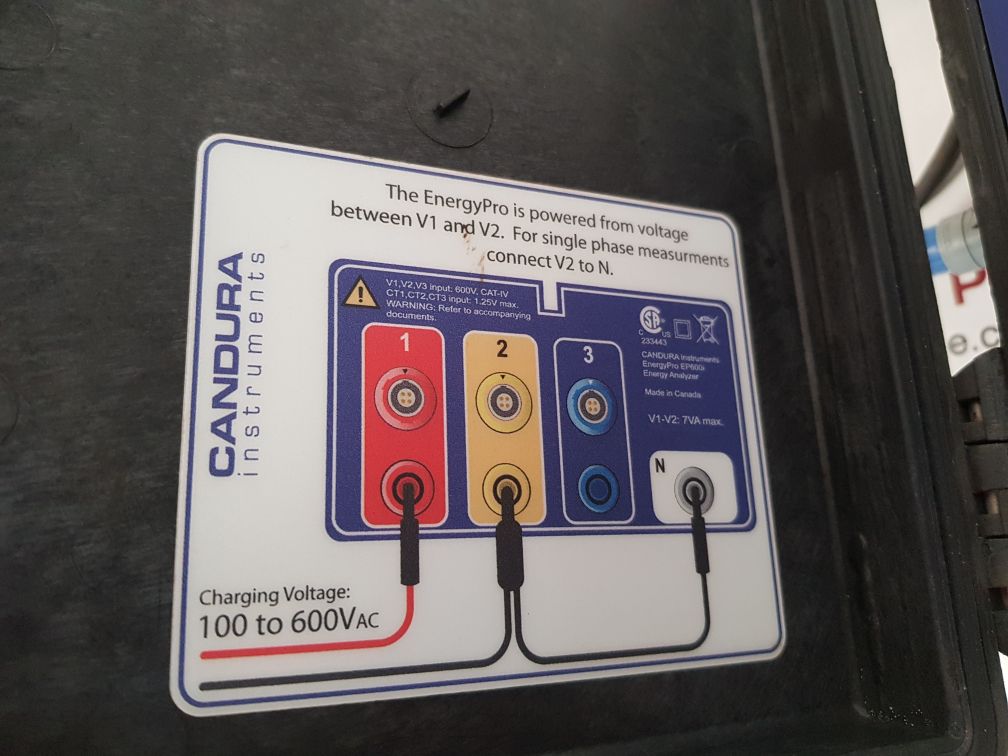 The EnergyPro is powered from voltage
between V1 and V2. For single phase measurments
connect V2 to N.
CANDURA
instruments
V1,V2,V3 input: 600V, CAT-IV
CT1,CT2,CT3 input: 1.25V max.
WARNING: Refer to accompanying
documents.
1
2
3
C US
233443
CANDURA Instruments
EnergyPro EP600i
Energy Analyzer
Made in Canada
V1-V2: 7VA max.
N
Charging Voltage:
100 to 600VAC
P
e.c